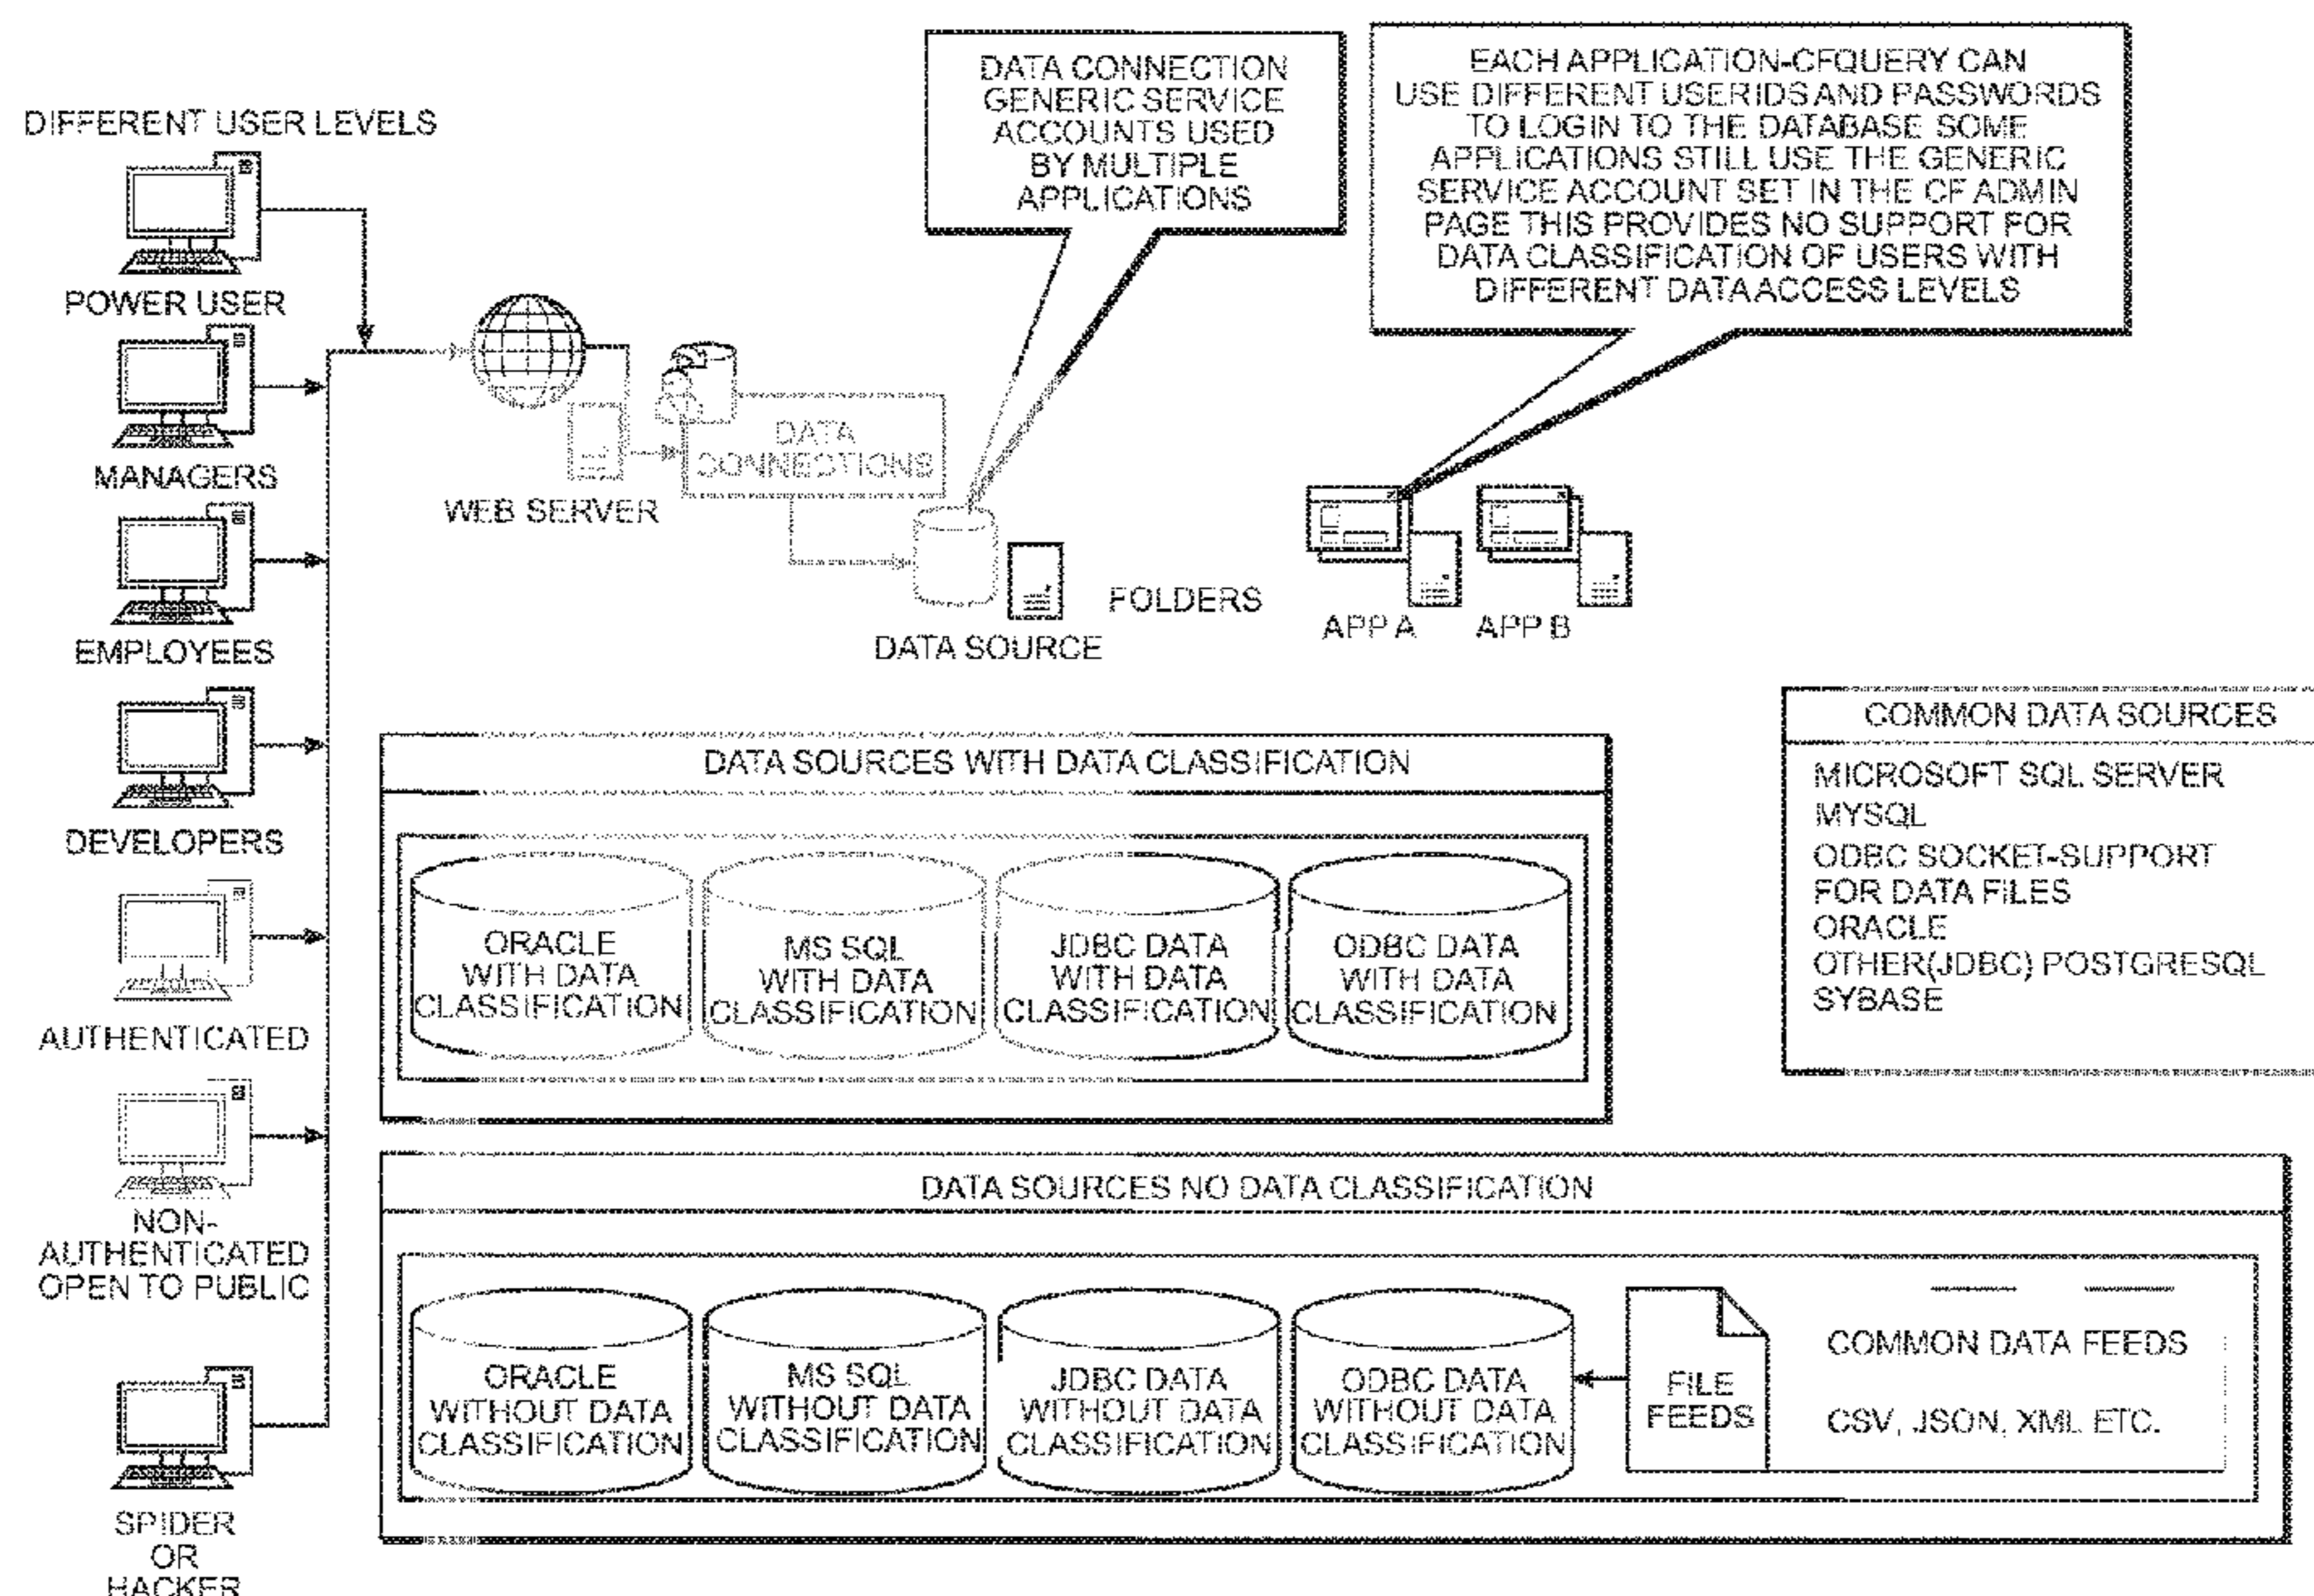 DIFFERENT USER LEVELS
POWER USER
MANAGERS
EMPLOYEES
DEVELOPERS
AUTHENTICATED
NON-
AUTHENTICATED
OPEN TO PUBLIC
SPIDER
OR
HACKER
DATA CONNECTION
GENERIC SERVICE
ACCOUNTS USED
BY MULTIPLE
APPLICATIONS
EACH APPLICATION-CFQUERY CAN
USE DIFFERENT USERIDS AND PASSWORDS
TO LOGIN TO THE DATABASE SOME
APPLICATIONS STILL USE THE GENERIC
SERVICE ACCOUNT SET IN THE CF ADMIN
PAGE THIS PROVIDES NO SUPPORT FOR
DATA CLASSIFICATION OF USERS WITH
DIFFERENT DATA ACCESS LEVELS
WEB SERVER
DATA
CONNECTIONS
DATA SOURCE
FOLDERS
APP A
APP B
COMMON DATA SOURCES
MICROSOFT SQL SERVER
MYSQL
ODBC SOCKET-SUPPORT
FOR DATA FILES
ORACLE
OTHER(JDBC) POSTGRESQL
SYBASE
DATA SOURCES WITH DATA CLASSIFICATION
ORACLE
WITH DATA
CLASSIFICATION
MS SQL
WITH DATA
CLASSIFICATION
JDBC DATA
WITH DATA
CLASSIFICATION
ODBC DATA
WITH DATA
CLASSIFICATION
DATA SOURCES NO DATA CLASSIFICATION
ORACLE
WITHOUT DATA
CLASSIFICATION
MS SQL
WITHOUT DATA
CLASSIFICATION
JDBC DATA
WITHOUT DATA
CLASSIFICATION
ODBC DATA
WITHOUT DATA
CLASSIFICATION
FILE
FEEDS
COMMON DATA FEEDS
CSV, JSON, XML ETC.